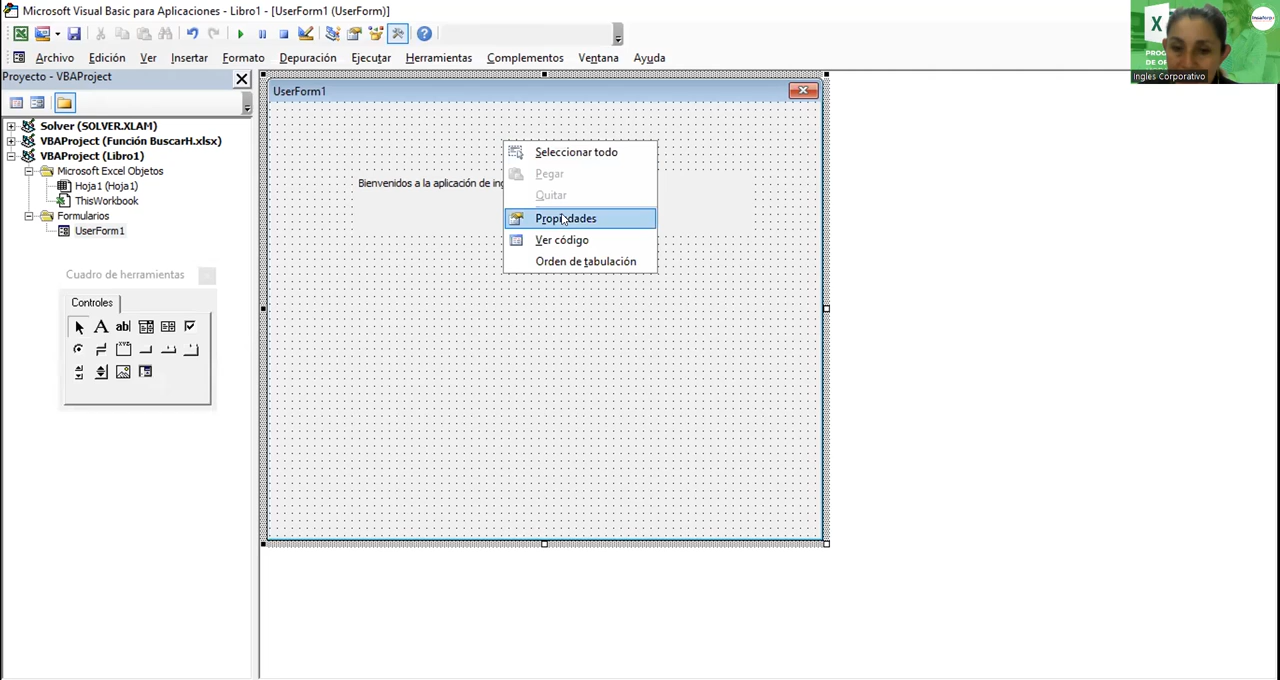 Microsoft Visual Basic para Aplicaciones - Libro1 - [UserForm1 (UserForm)]
Archivo Edición Ver Insertar Formato Depuración Ejecutar Herramientas Complementos Ventana Ayuda
Proyecto - VBAProject
Solver (SOLVER.XLAM)
VBAProject (Función BuscarH.xlsx)
VBAProject (Libro1)
Microsoft Excel Objetos
Hoja1 (Hoja1)
ThisWorkbook
Formularios
UserForm1
Cuadro de herramientas
Controles
A
ab|
XYZ
UserForm1
Bienvenidos a la aplicación de
Seleccionar todo
Pegar
Quitar
Propiedades
Ver código
Orden de tabulación
X
Ingles Corporativo